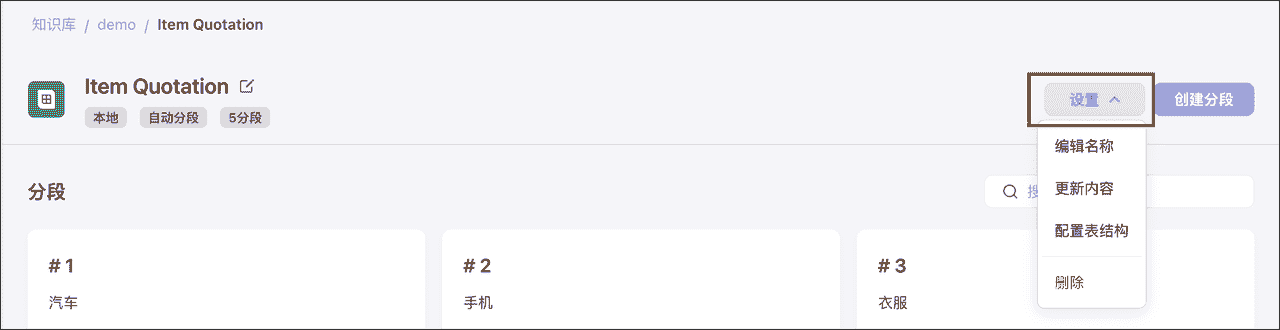 知识库 / demo / Item Quotation
Item Quotation
本地 自动分段 5分段
设置 创建分段
编辑名称
更新内容
配置表结构
删除
分段
搜
# 1
汽车
# 2
手机
# 3
衣服